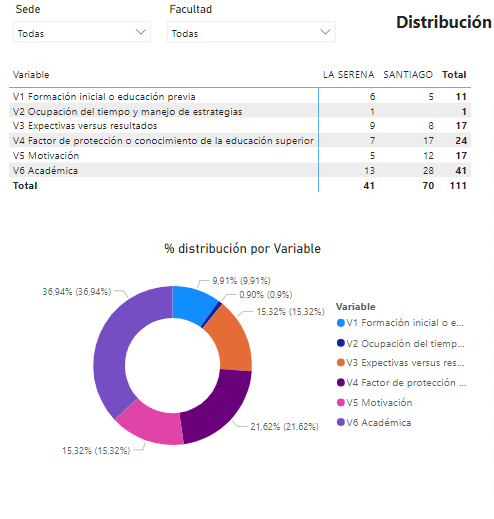 Sede Facultad
Distribución
Todas Todas
Variable LA SERENA SANTIAGO Total
V1 Formación inicial o educación previa 6 5 11
V2 Ocupación del tiempo y manejo de estrategias 1 1
V3 Expectivas versus resultados 9 8 17
V4 Factor de protección o conocimiento de la educación superior 7 17 24
V5 Motivación 5 12 17
V6 Académica 13 28 41
Total 41 70 111
% distribución por Variable
9,91% (9,91%)
36,94% (36,94%)
0,90% (0,9%)
15,32% (15,32%)
21,62% (21,62%)
15,32% (15,32%)
Variable
V1 Formación inicial o e...
V2 Ocupación del tiemp...
V3 Expectivas versus res...
V4 Factor de protección ...
V5 Motivación
V6 Académica